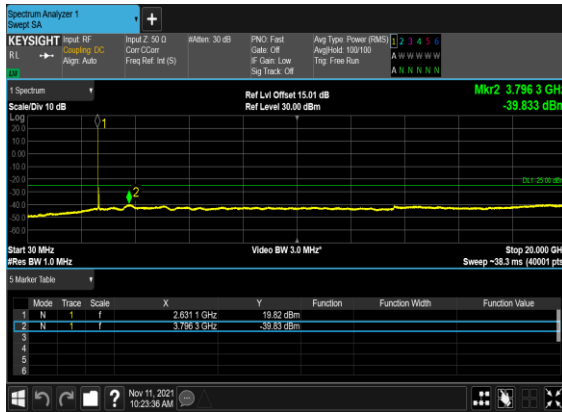 Spectrum Analyzer 1
Swept SA
+
KEYSIGHT Input: RF Input Z: 50 Ω #Atten: 30 dB PNO: Fast Avg Type: Power (RMS) 1 2 3 4 5 6
RL Coupling: DC Corr CCorr Gate: Off Avg|Hold: 100/100 A W W W W W
Align: Auto Freq Ref: Int (S) IF Gain: Low Trig: Free Run
Sig Track: Off A N N N N N
1 Spectrum
Ref Lvl Offset 15.01 dB Mkr2 3.796 3 GHz
Scale/Div 10 dB Ref Level 30.00 dBm -39.833 dBm
Log
20.0 1
10.0
0.00
-10.0
-20.0 DL1 -25.00 dBm
-30.0 2
-40.0
-50.0
-60.0
Start 30 MHz Video BW 3.0 MHz* Stop 20.000 GHz
#Res BW 1.0 MHz Sweep ~38.3 ms (40001 pts)
5 Marker Table
Mode Trace Scale X Y Function Function Width Function Value
1 N 1 f 2.631 1 GHz 19.82 dBm
2 N 1 f 3.796 3 GHz -39.83 dBm
3
4
5
6
? Nov 11, 2021
10:23:36 AM